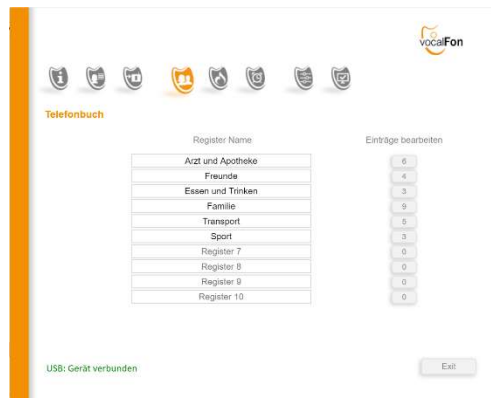 vocalFon
Telefonbuch
Register Name Einträge bearbeiten
Arzt und Apotheke 6
Freunde 4
Essen und Trinken 3
Familie 9
Transport 5
Sport 3
Register 7 0
Register 8 0
Register 9 0
Register 10 0
USB: Gerät verbunden Exit